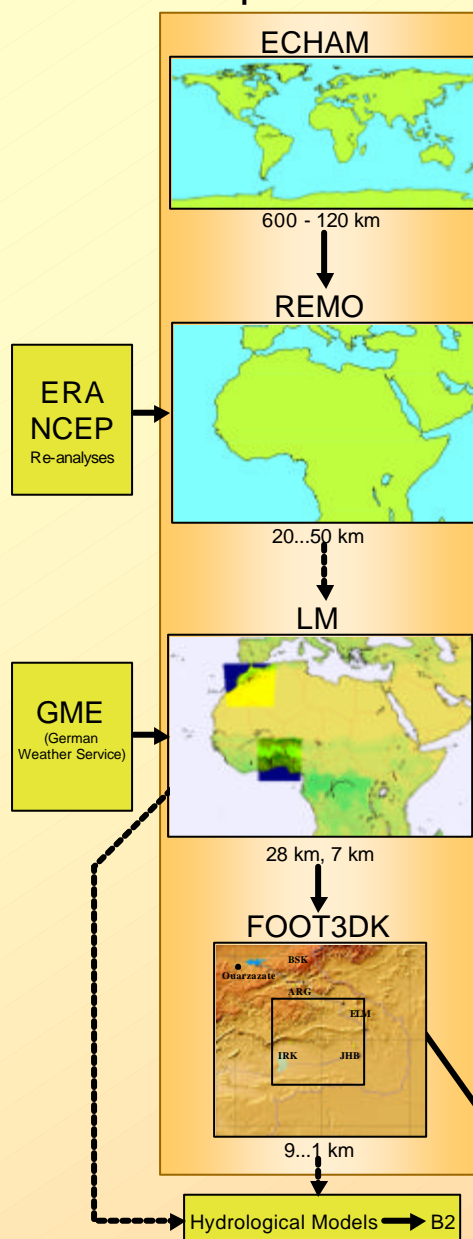 ECHAM
600 - 120 km
REMO
ERA
NCEP
Re-analyses
20...50 km
LM
GME
(German
Weather Service)
28 km, 7 km
FOOT3DK
BSK
Ouarzazate
ARG
ELM
IRK
JHB
9...1 km
Hydrological Models
B2